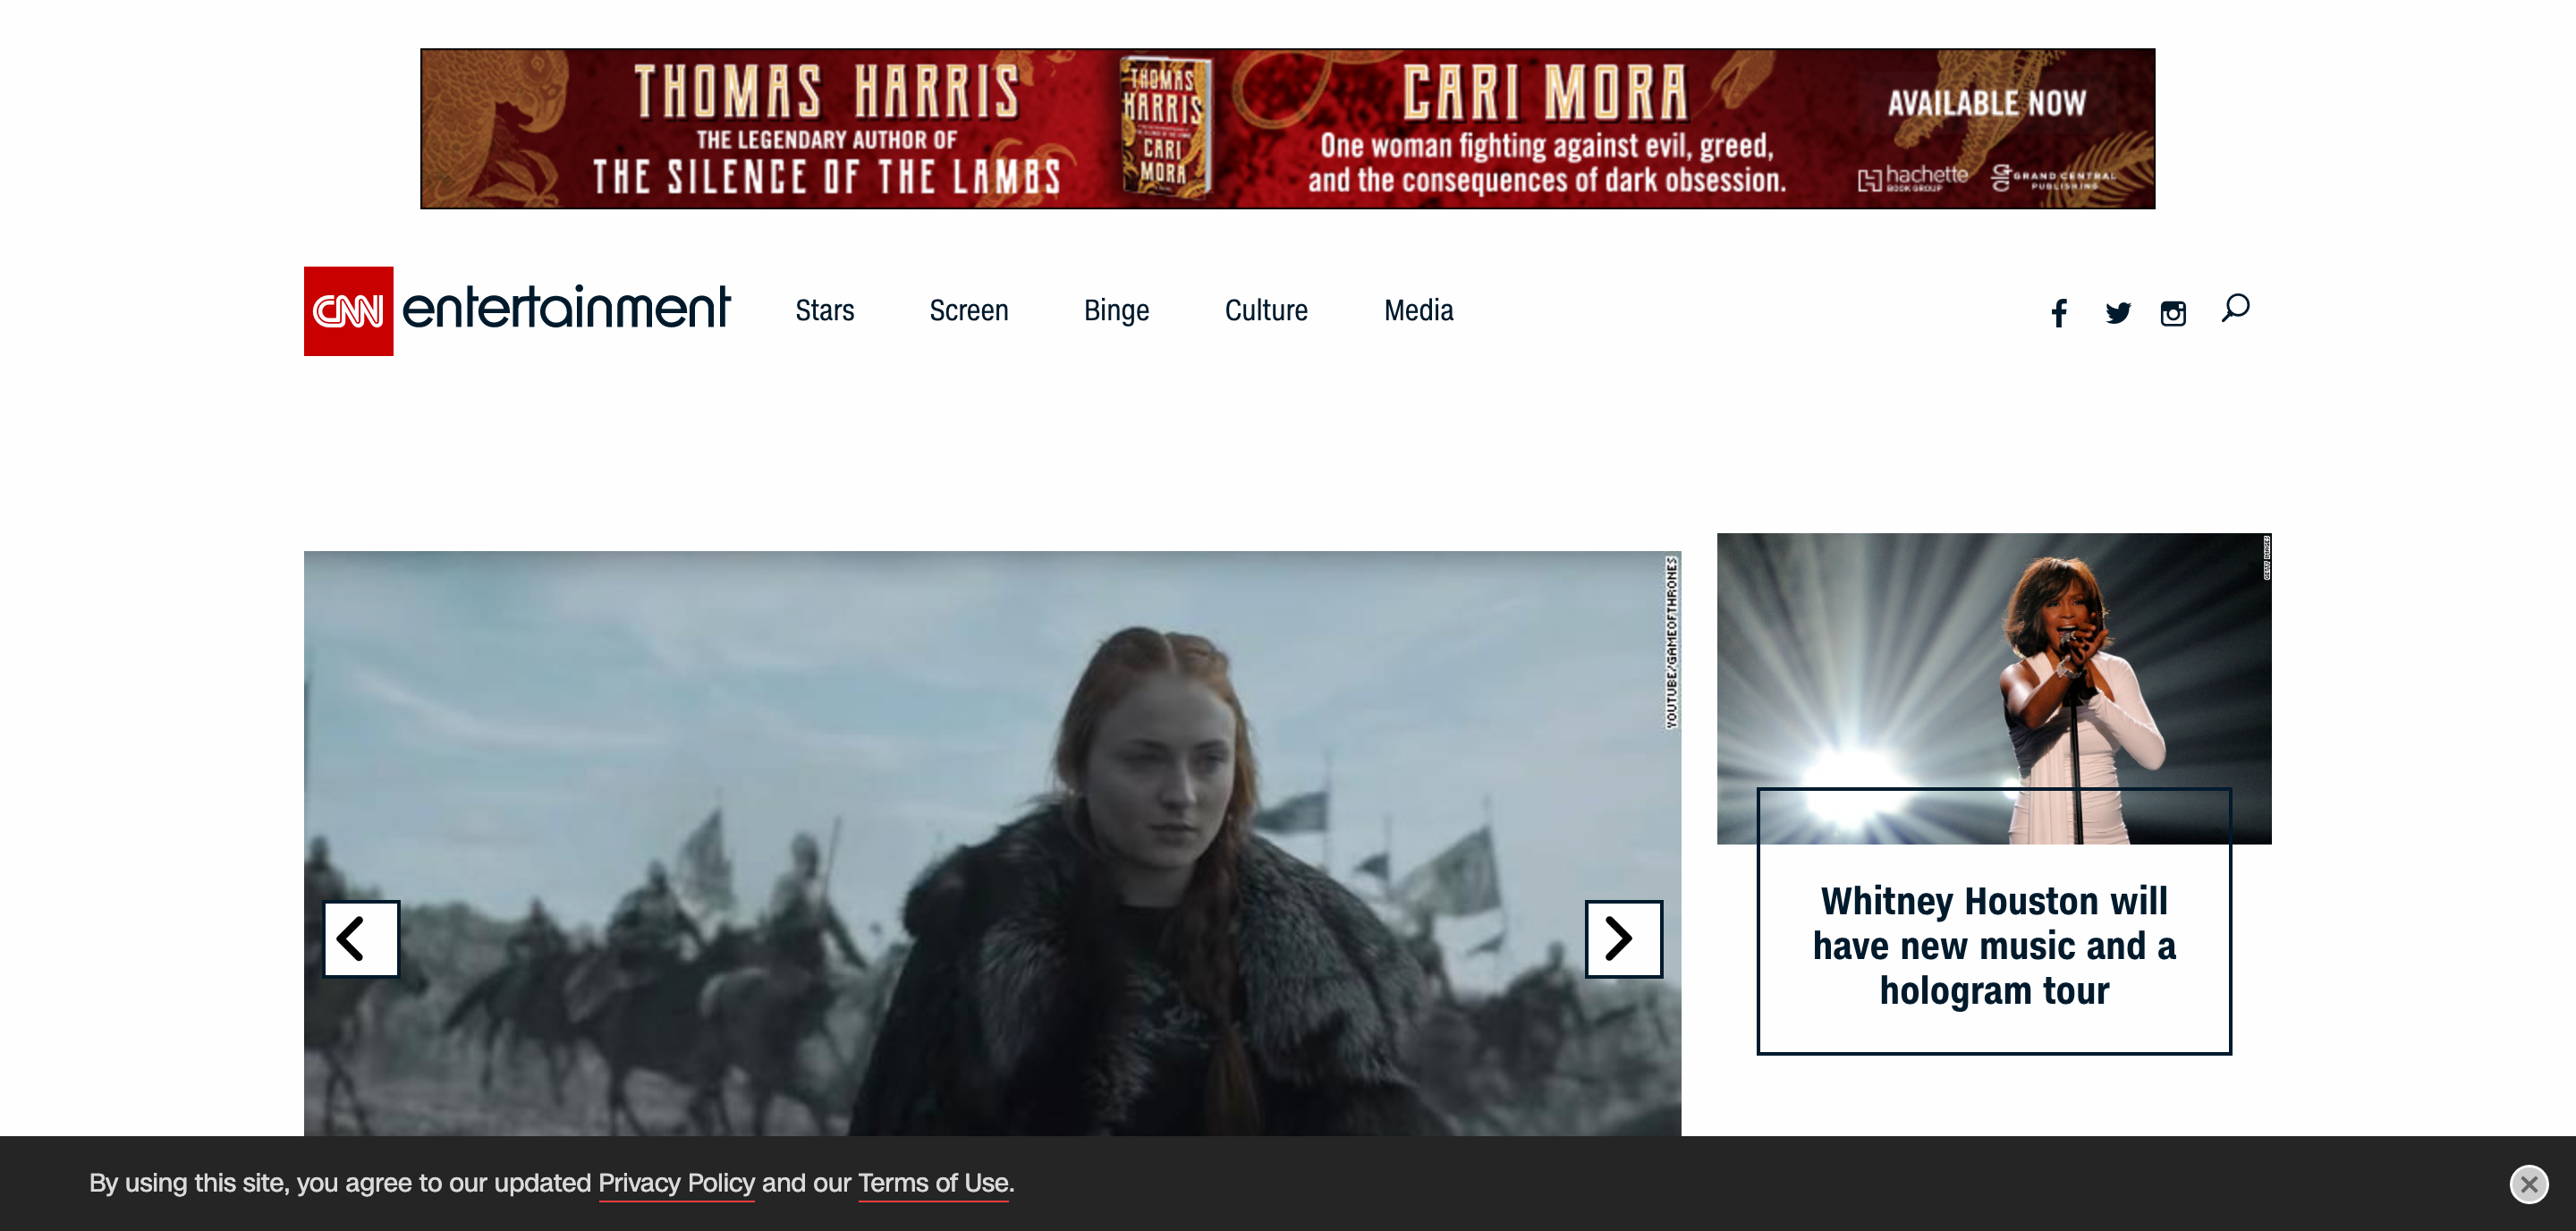 THOMAS HARRIS
THE LEGENDARY AUTHOR OF
THE SILENCE OF THE LAMBS
THOMAS
HARRIS
CARI
MORA
CARI MORA
One woman fighting against evil, greed,
and the consequences of dark obsession.
AVAILABLE NOW
hachette
BOOK GROUP
GRAND CENTRAL
PUBLISHING
CNN entertainment
Stars
Screen
Binge
Culture
Media
YOUTUBE/GAMEOFTHRONES
GETTY IMAGES
Whitney Houston will
have new music and a
hologram tour
By using this site, you agree to our updated Privacy Policy and our Terms of Use.